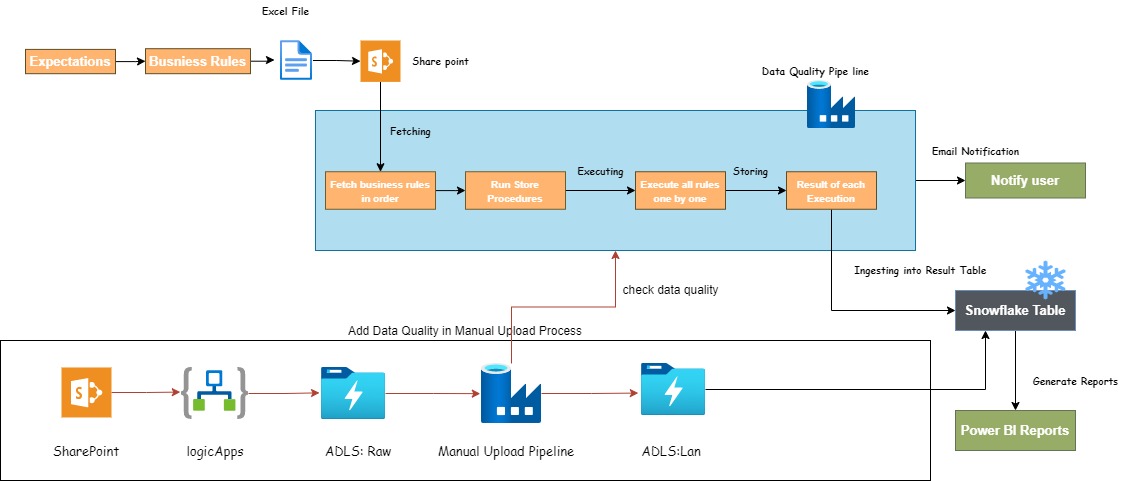 Excel File
Expectations
Busniess Rules
Share point
Data Quality Pipe line
Fetching
Email Notification
Executing
Storing
Fetch business rules
in order
Run Store
Procedures
Execute all rules
one by one
Result of each
Execution
Notify user
Ingesting into Result Table
check data quality
Snowflake Table
Add Data Quality in Manual Upload Process
Generate Reports
Power BI Reports
SharePoint
logicApps
ADLS: Raw
Manual Upload Pipeline
ADLS:Lan